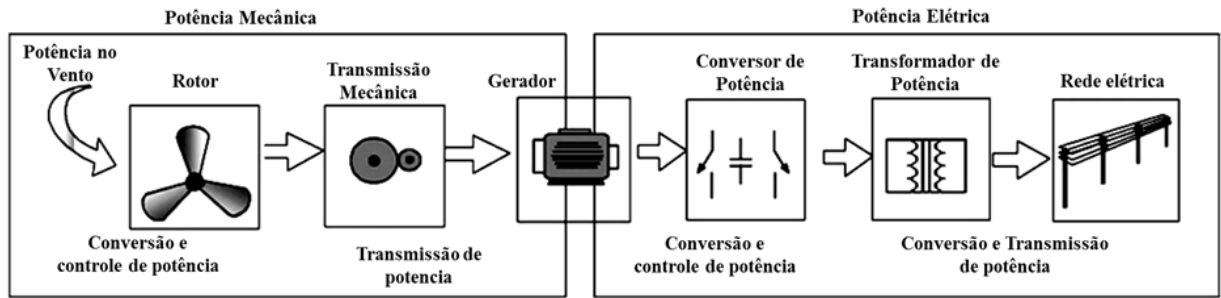 Potência Mecânica
Potência Elétrica
Potência no
Vento
Rotor
Transmissão
Mecânica
Gerador
Conversor de
Potência
Transformador de
Potência
Rede elétrica
Conversão e
controle de potência
Transmissão de
potencia
Conversão e
controle de potência
Conversão e Transmissão
de potência